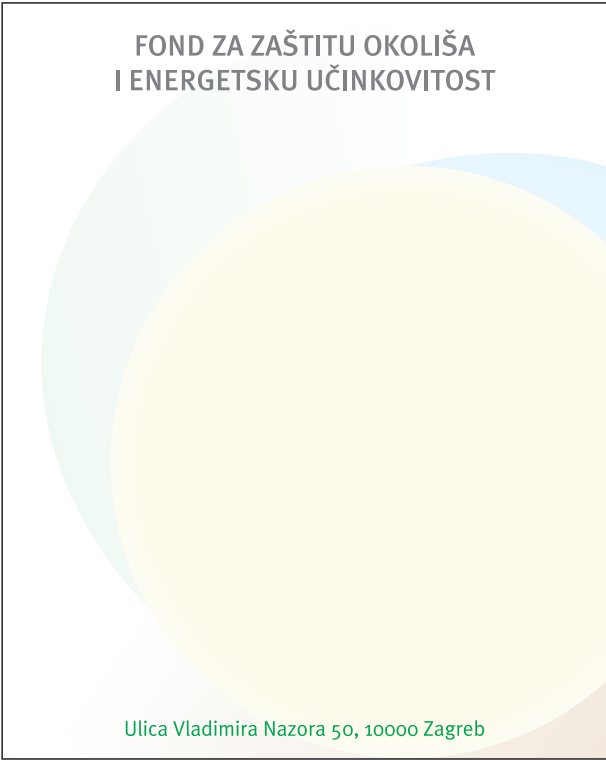 FOND ZA ZAŠTITU OKOLIŠA
I ENERGETSKU UČINKOVITOST
Ulica Vladimira Nazora 50, 10000 Zagreb